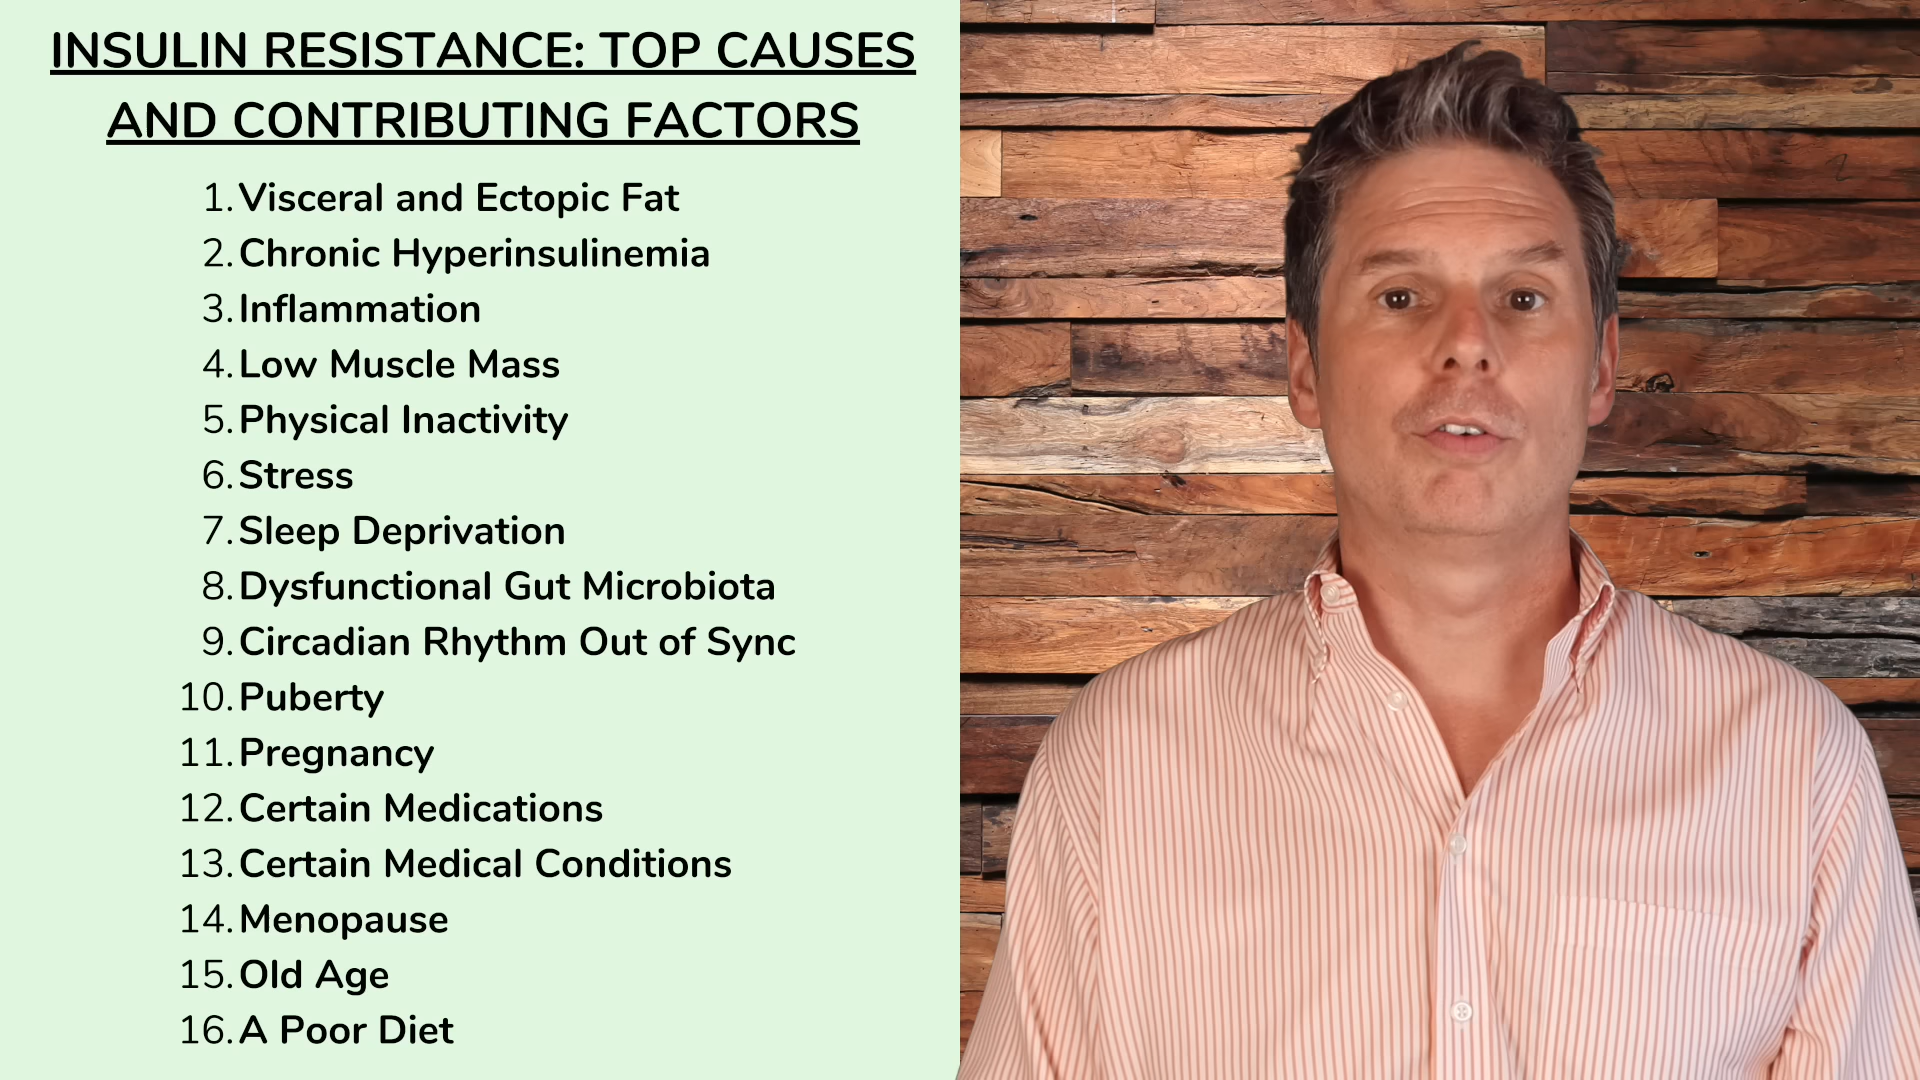 INSULIN RESISTANCE: TOP CAUSES
AND CONTRIBUTING FACTORS
1. Visceral and Ectopic Fat
2. Chronic Hyperinsulinemia
3. Inflammation
4. Low Muscle Mass
5. Physical Inactivity
6. Stress
7. Sleep Deprivation
8. Dysfunctional Gut Microbiota
9. Circadian Rhythm Out of Sync
10. Puberty
11. Pregnancy
12. Certain Medications
13. Certain Medical Conditions
14. Menopause
15. Old Age
16. A Poor Diet